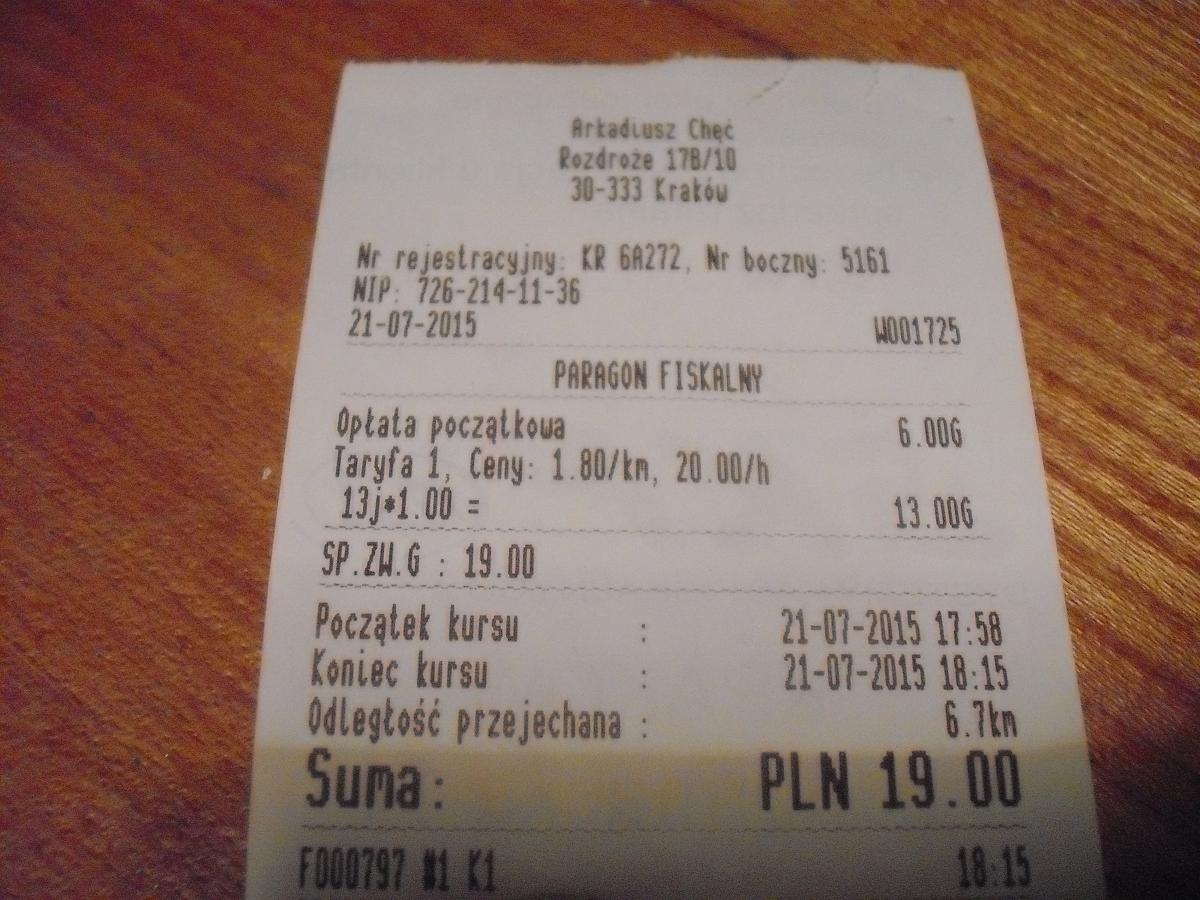 Arkadiusz Chęć
Rozdroże 17B/10
30-333 Kraków
Nr rejestracyjny: KR 6A272, Nr boczny: 5161
NIP: 726-214-11-36
21-07-2015 W001725
PARAGON FISKALNY
Opłata początkowa 6.00G
Taryfa 1, Ceny: 1.80/km, 20.00/h
13j*1.00 = 13.00G
SP.ZW.G : 19.00
Początek kursu : 21-07-2015 17:58
Koniec kursu : 21-07-2015 18:15
Odległość przejechana : 6.7km
Suma: PLN 19.00
F000797 #1 K1 18:15